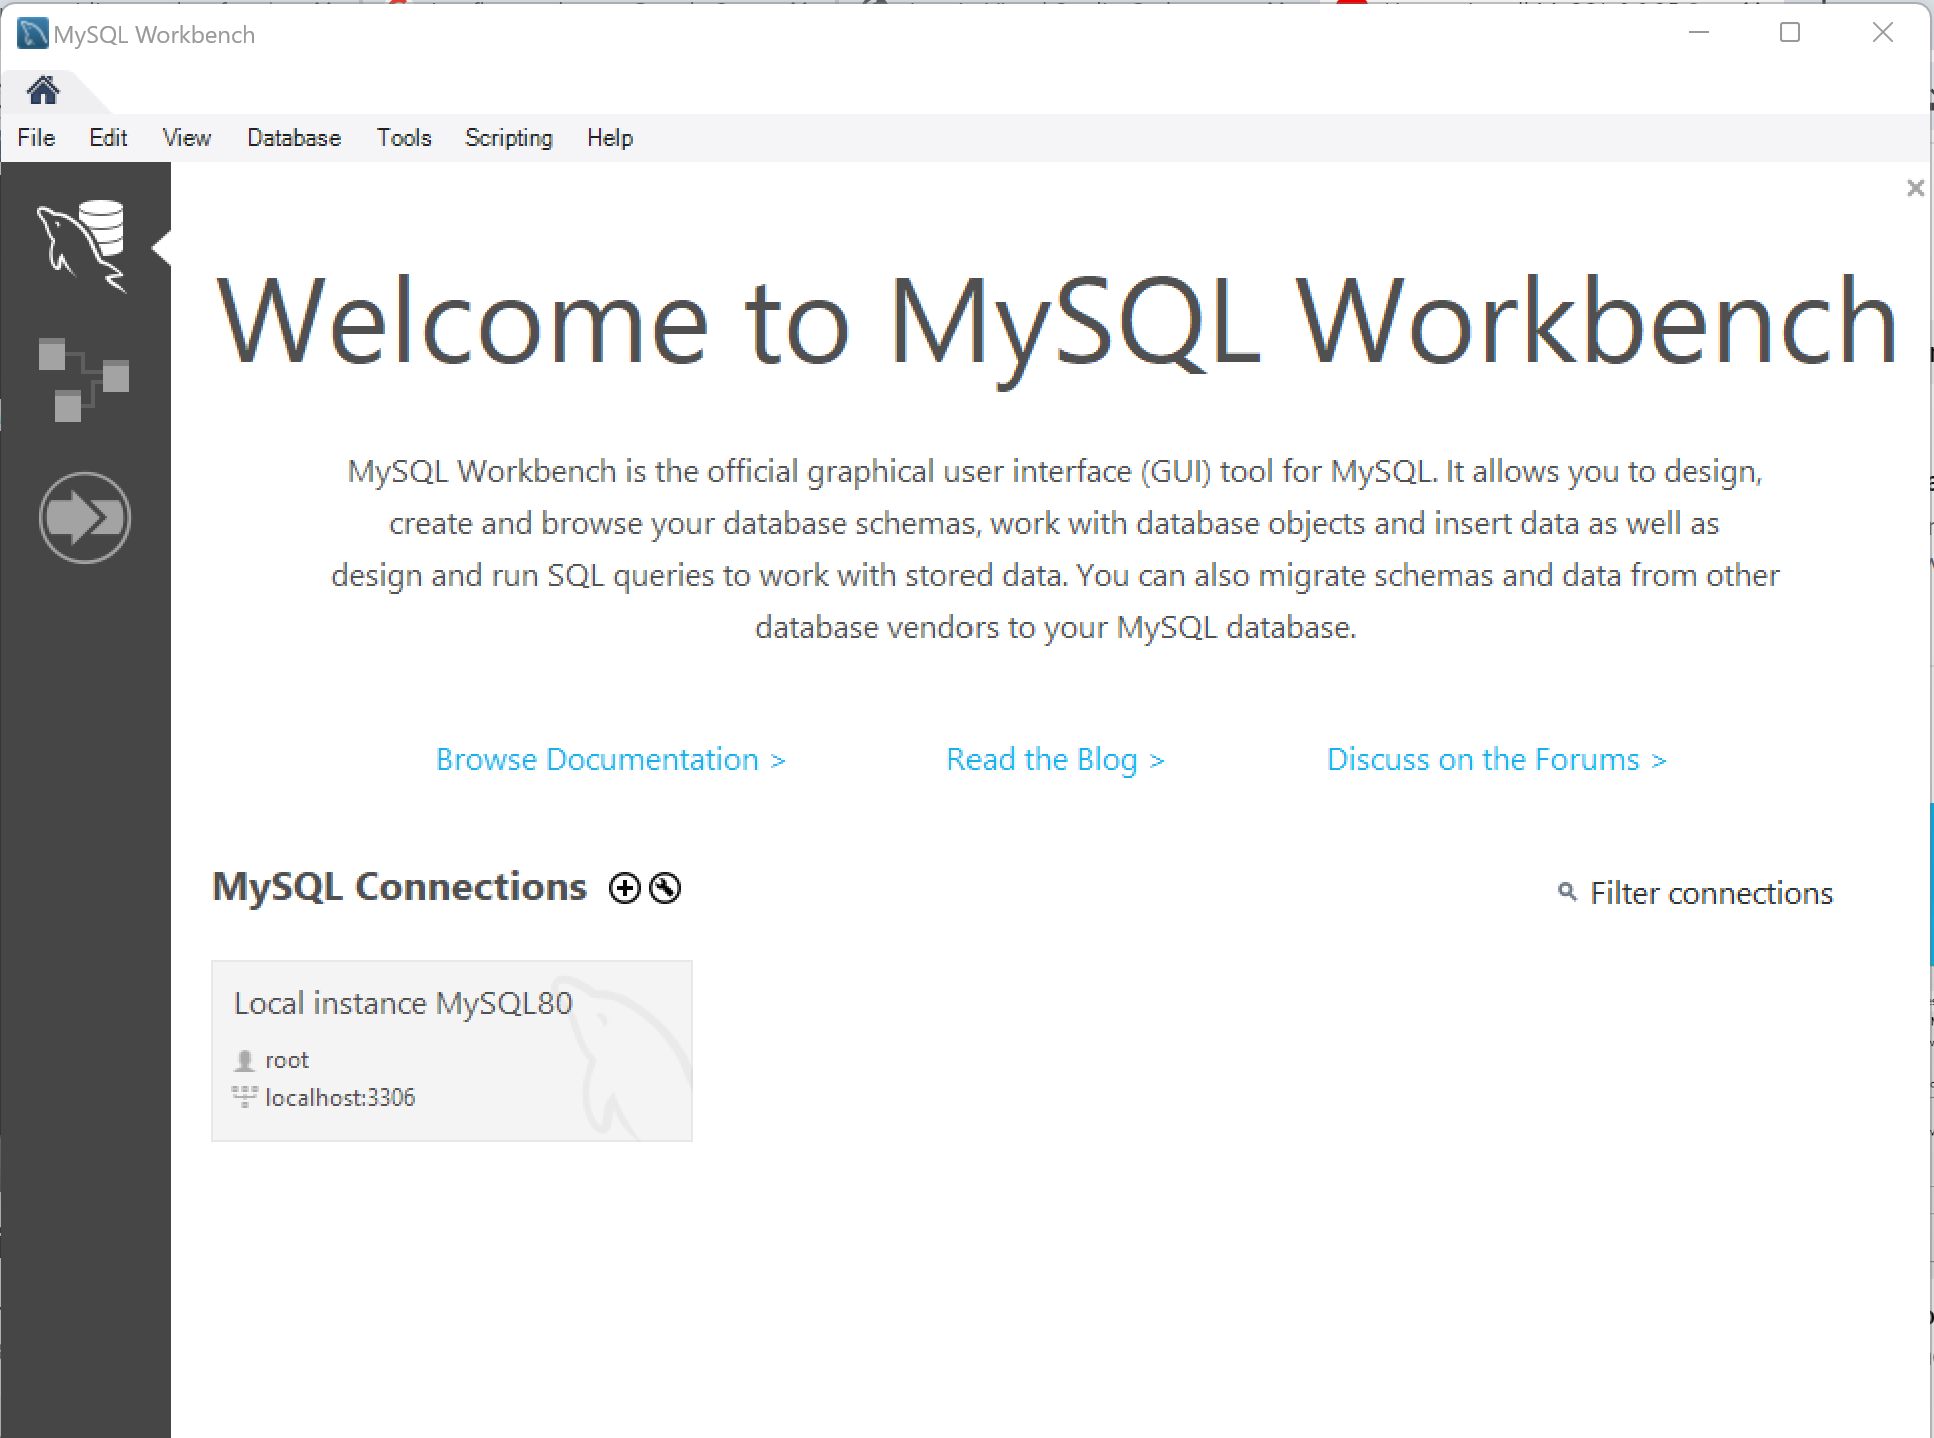 MySQL Workbench
File Edit View Database Tools Scripting Help
Welcome to MySQL Workbench
MySQL Workbench is the official graphical user interface (GUI) tool for MySQL. It allows you to design,
create and browse your database schemas, work with database objects and insert data as well as
design and run SQL queries to work with stored data. You can also migrate schemas and data from other
database vendors to your MySQL database.
Browse Documentation > Read the Blog > Discuss on the Forums >
MySQL Connections
Filter connections
Local instance MySQL80
root
localhost:3306